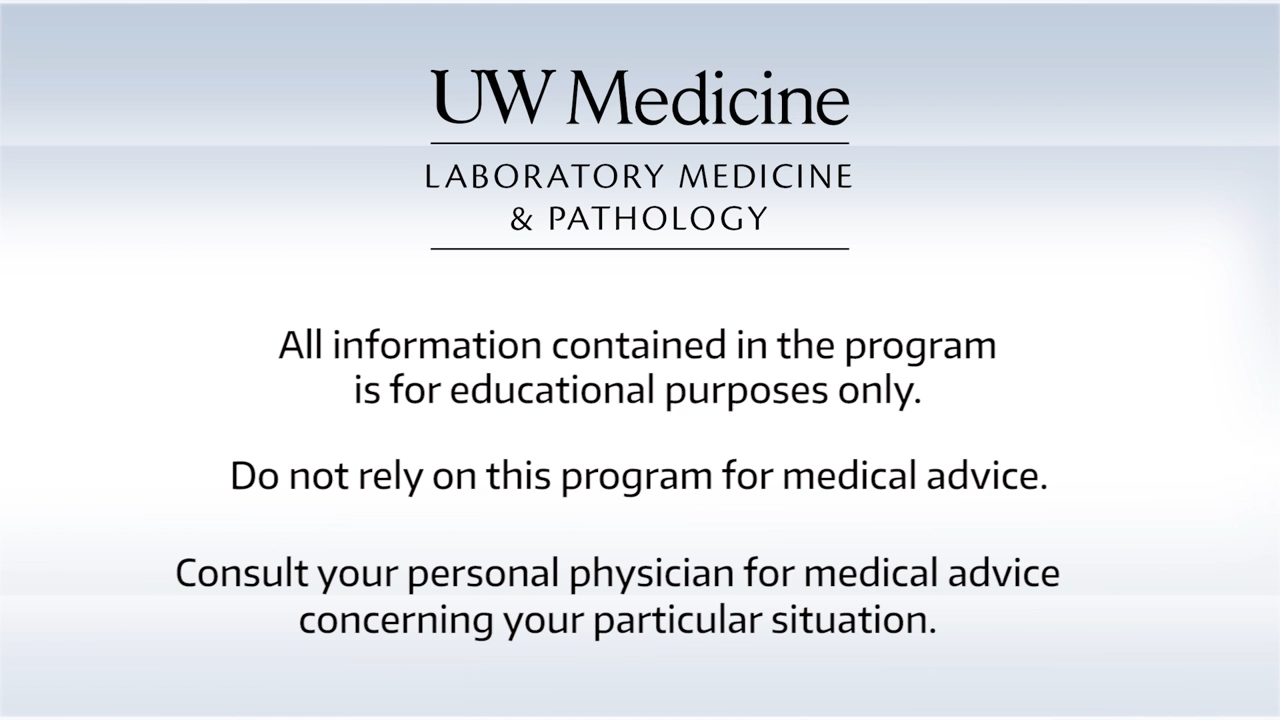 UW Medicine
LABORATORY MEDICINE
& PATHOLOGY
All information contained in the program
is for educational purposes only.
Do not rely on this program for medical advice.
Consult your personal physician for medical advice
concerning your particular situation.